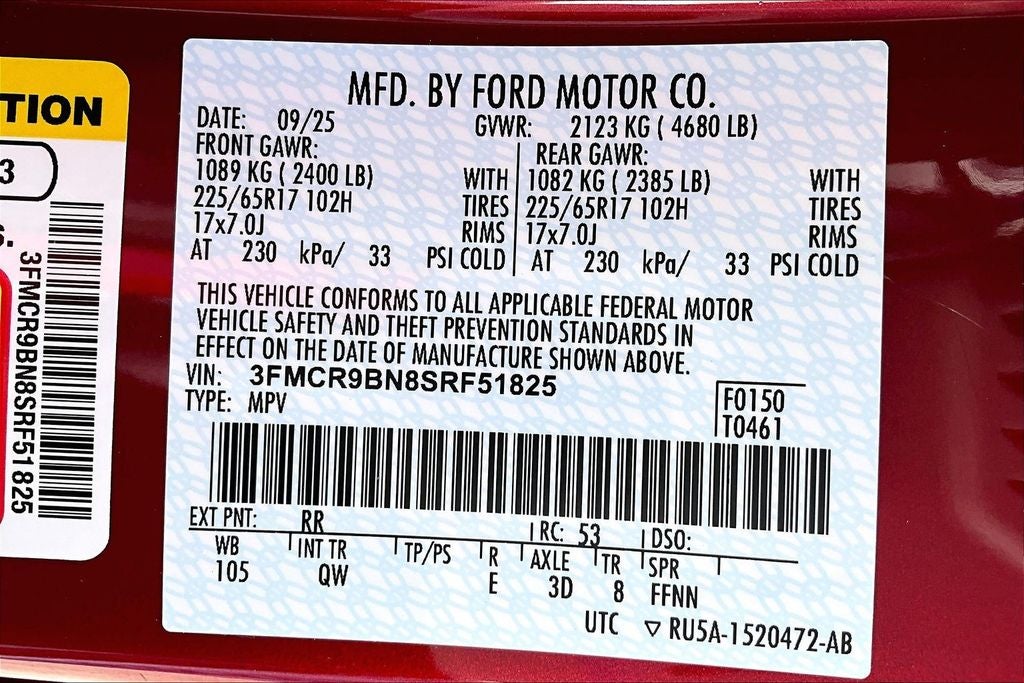 TION
3
S.
3FMCR9BN8SRF51825
MFD. BY FORD MOTOR CO.
DATE: 09/25 GVWR: 2123 KG ( 4680 LB)
FRONT GAWR: REAR GAWR:
1089 KG ( 2400 LB) WITH 1082 KG ( 2385 LB) WITH
225/65R17 102H TIRES 225/65R17 102H TIRES
17x7.0J RIMS 17x7.0J RIMS
AT 230 kPa/ 33 PSI COLD AT 230 kPa/ 33 PSI COLD
THIS VEHICLE CONFORMS TO ALL APPLICABLE FEDERAL MOTOR
VEHICLE SAFETY AND THEFT PREVENTION STANDARDS IN
EFFECT ON THE DATE OF MANUFACTURE SHOWN ABOVE.
VIN: 3FMCR9BN8SRF51825
TYPE: MPV
F0150
T0461
EXT PNT: RR RC: 53 DSO:
WB INT TR TP/PS R AXLE TR SPR
105 QW E 3D 8 FFNN
UTC ▽ RU5A-1520472-AB